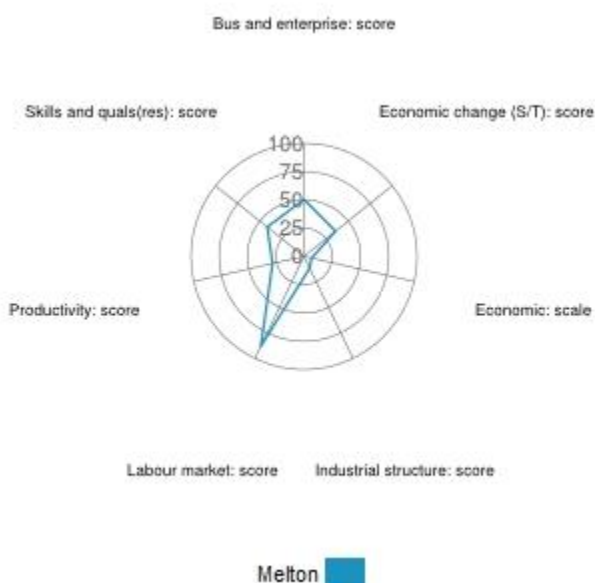 Bus and enterprise: score
Skills and quals(res): score
Economic change (S/T): score
100
75
50
25
0
Productivity: score
Economic: scale
Labour market: score
Industrial structure: score
Melton